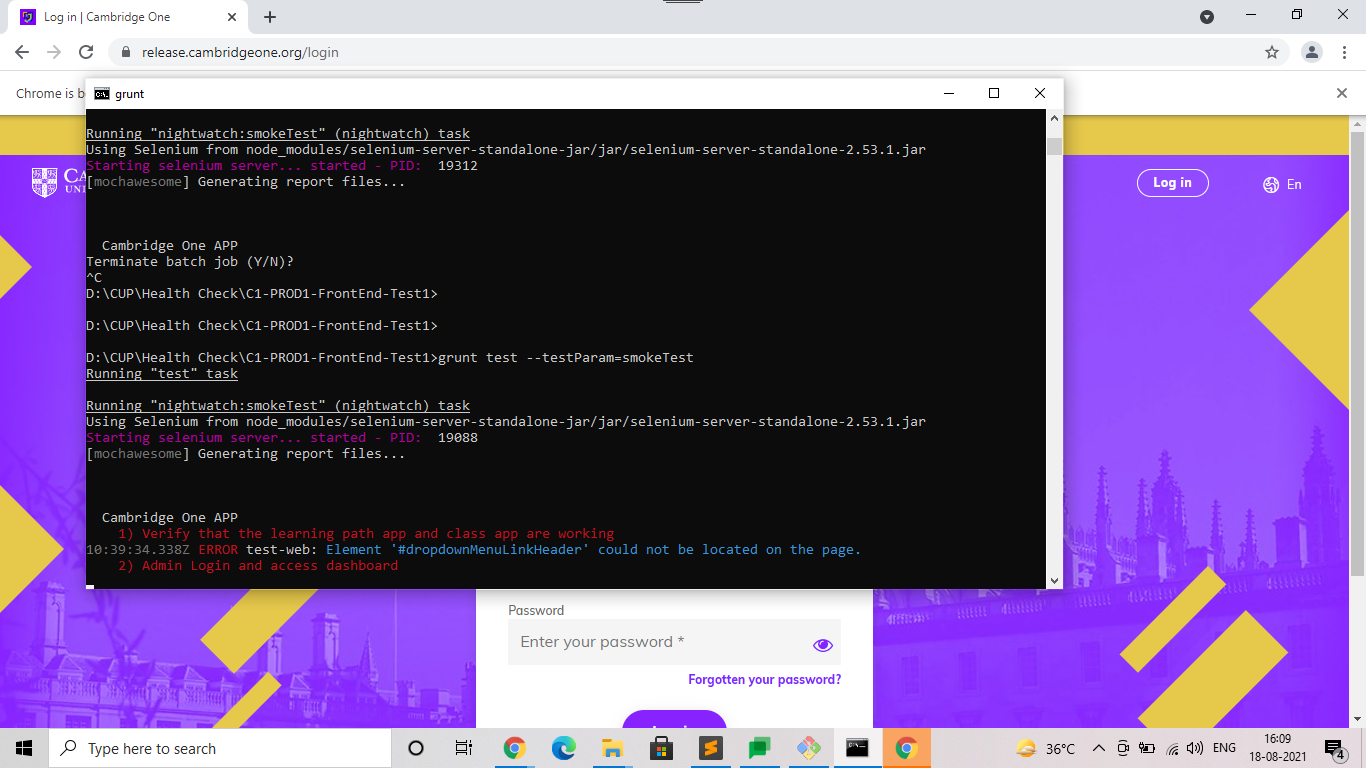 Log in | Cambridge One
release.cambridgeone.org/login
Chrome is b
grunt
Running "nightwatch:smokeTest" (nightwatch) task
Using Selenium from node_modules/selenium-server-standalone-jar/jar/selenium-server-standalone-2.53.1.jar
Starting selenium server... started - PID:  19312
[mochawesome] Generating report files...
CA
UNI
Log in
En
Cambridge One APP
Terminate batch job (Y/N)?
^C
D:\CUP\Health Check\C1-PROD1-FrontEnd-Test1>
D:\CUP\Health Check\C1-PROD1-FrontEnd-Test1>
D:\CUP\Health Check\C1-PROD1-FrontEnd-Test1>grunt test --testParam=smokeTest
Running "test" task
Running "nightwatch:smokeTest" (nightwatch) task
Using Selenium from node_modules/selenium-server-standalone-jar/jar/selenium-server-standalone-2.53.1.jar
Starting selenium server... started - PID:  19088
[mochawesome] Generating report files...
Cambridge One APP
1) Verify that the learning path app and class app are working
10:39:34.338Z ERROR test-web: Element '#dropdownMenuLinkHeader' could not be located on the page.
2) Admin Login and access dashboard
Password
Enter your password *
Forgotten your password?
Type here to search
36°C
ENG
16:09
18-08-2021
4